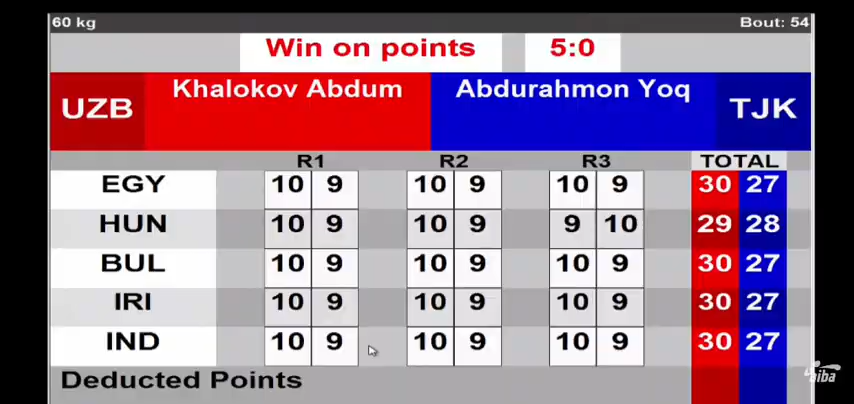 60 kg Bout: 54
Win on points 5:0
UZB Khalokov Abdum Abdurahmon Yoq TJK
R1 R2 R3 TOTAL
EGY 10 9 10 9 10 9 30 27
HUN 10 9 10 9 9 10 29 28
BUL 10 9 10 9 10 9 30 27
IRI 10 9 10 9 10 9 30 27
IND 10 9 10 9 10 9 30 27
Deducted Points
aiba